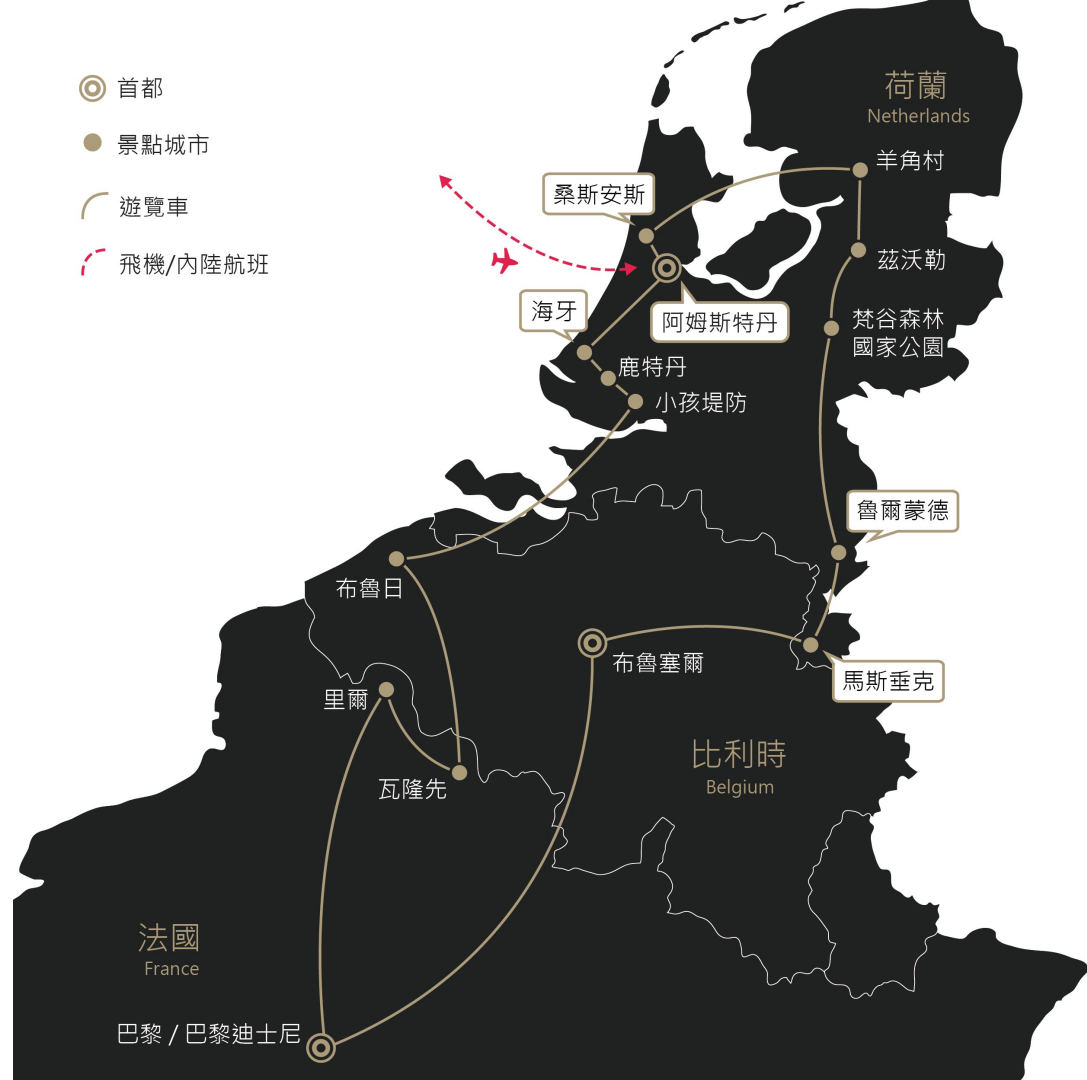 首都
景點城市
遊覽車
飛機/內陸航班
荷蘭
Netherlands
羊角村
桑斯安斯
茲沃勒
海牙
阿姆斯特丹
梵谷森林
國家公園
鹿特丹
小孩堤防
魯爾蒙德
布魯日
布魯塞爾
馬斯垂克
里爾
比利時
Belgium
瓦隆先
法國
France
巴黎 / 巴黎迪士尼